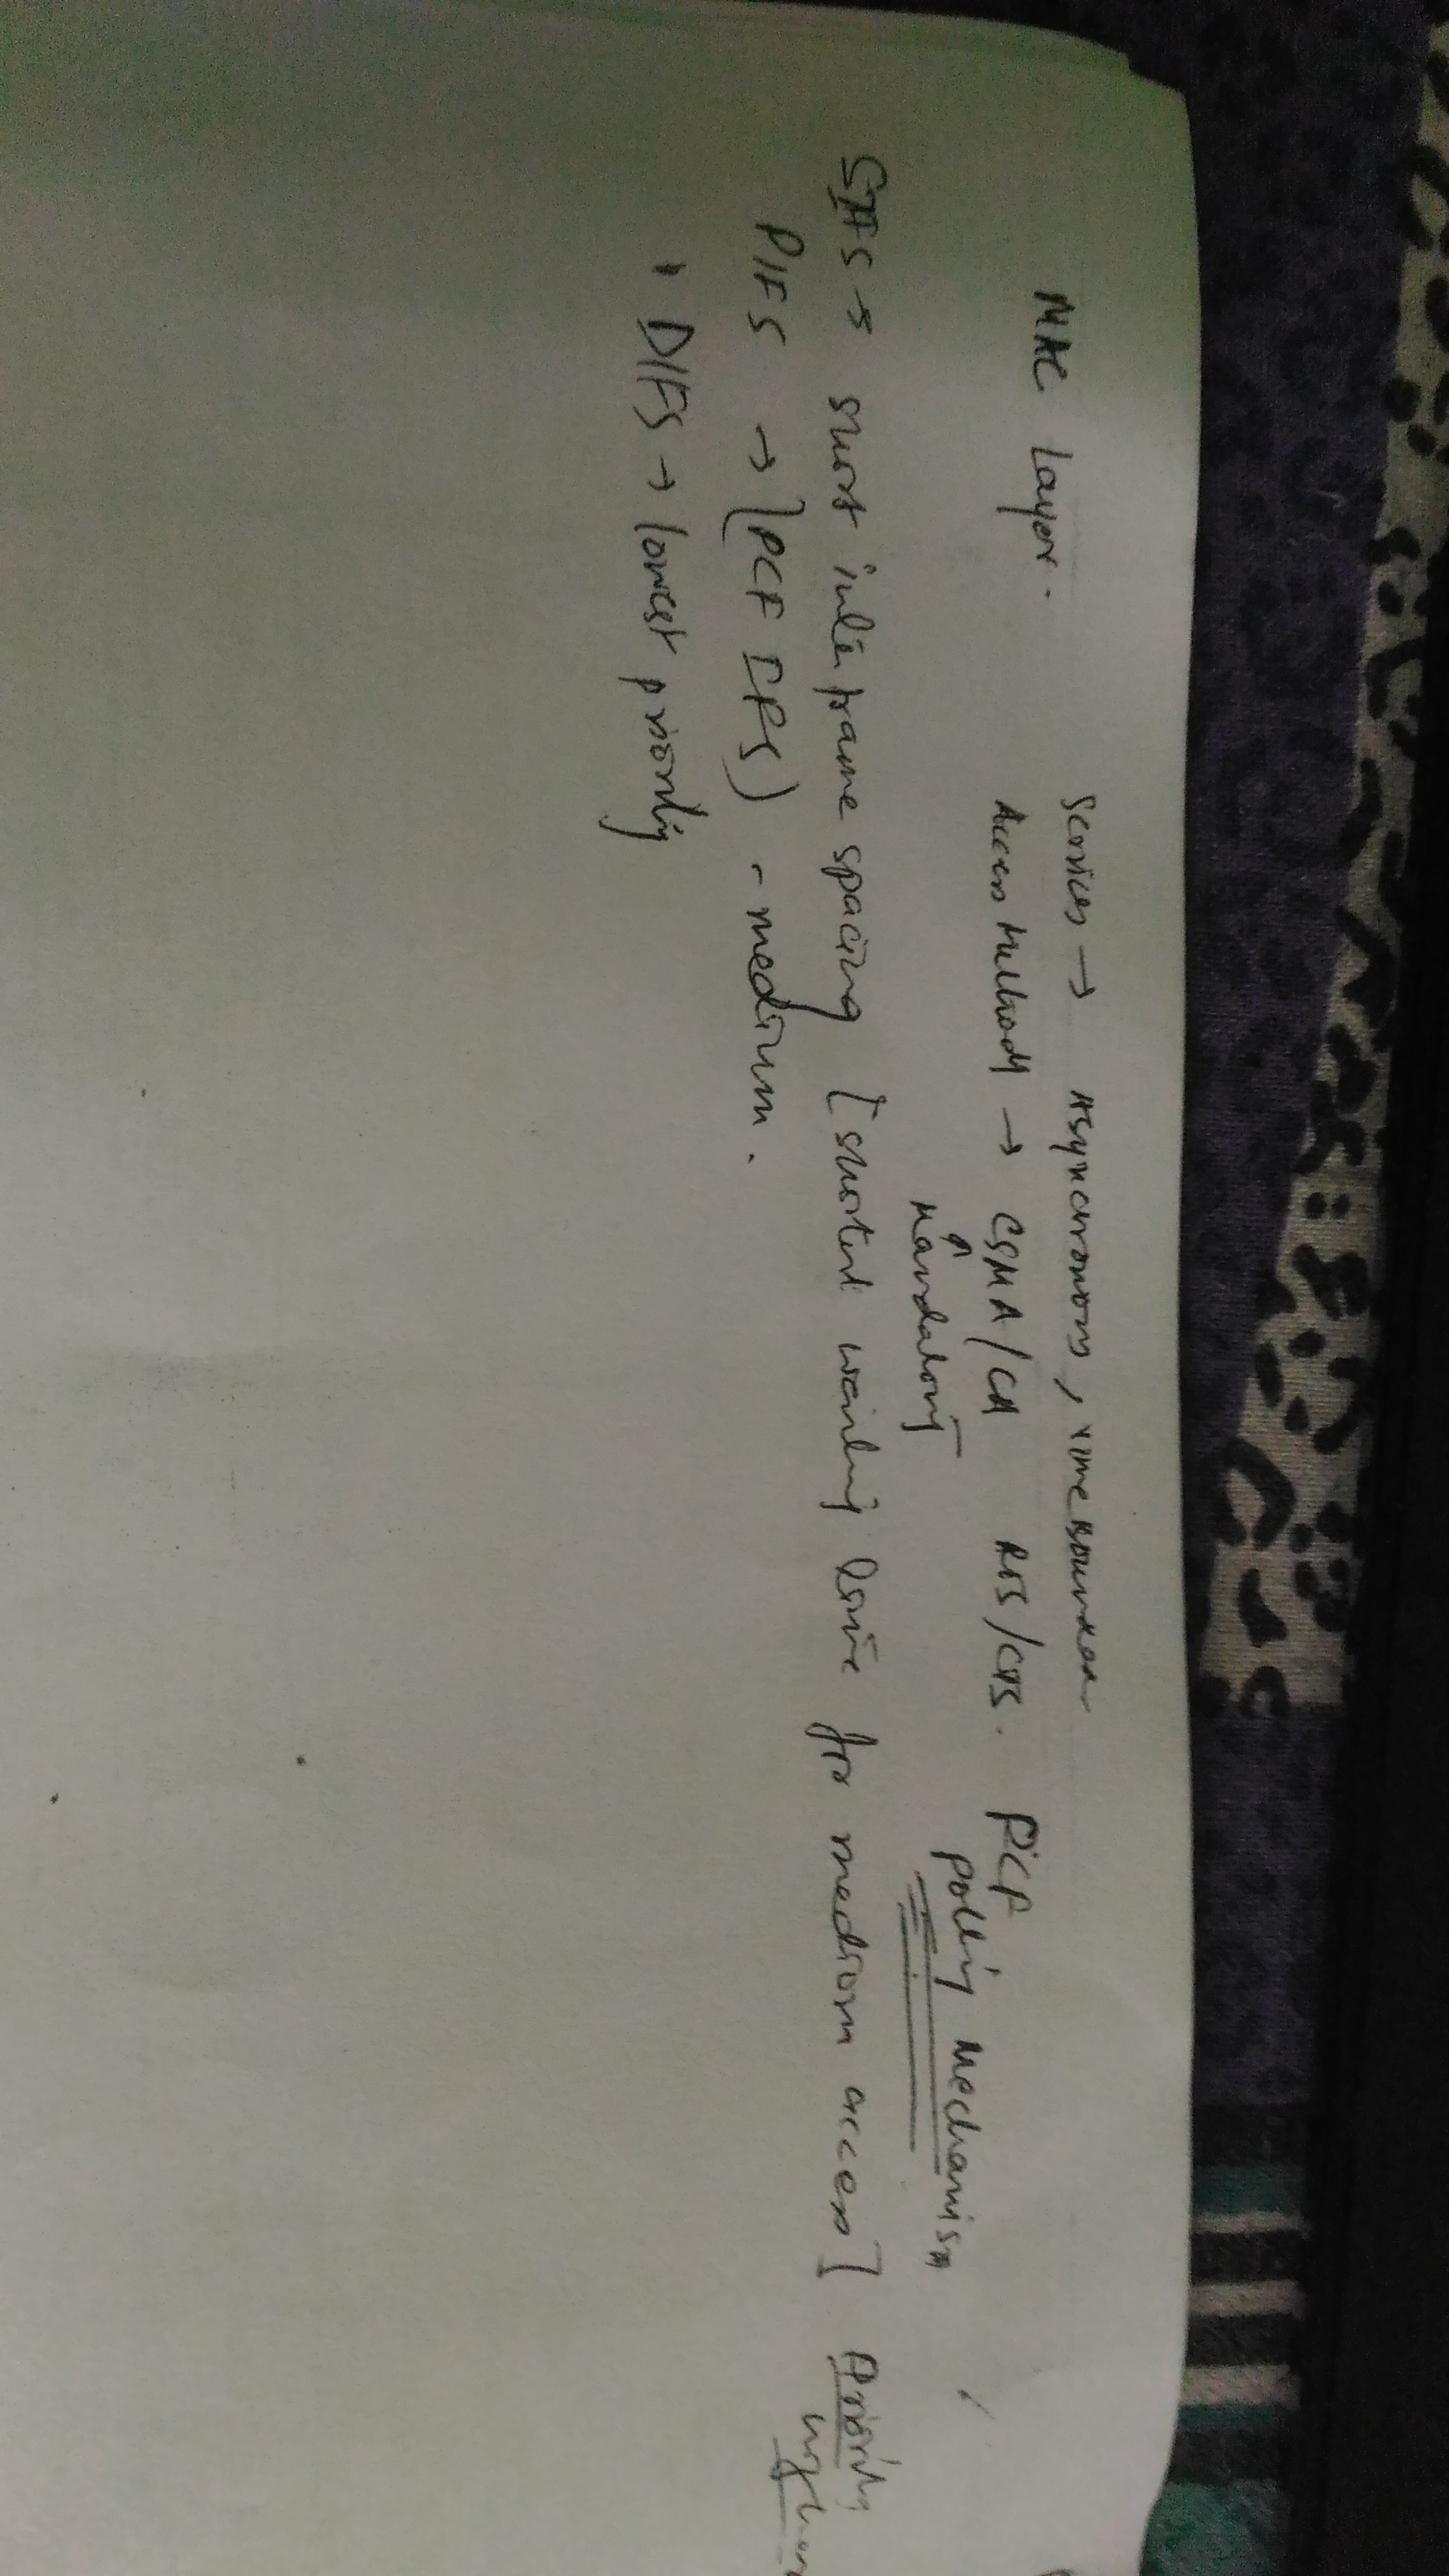 Services → Asynchronous, Time Bounded
MAC Layer.
Access Methods → CSMA/CA RTS/CTS. PCF
↑
Mandatory
Polling Mechanism
SIFS → short inter frame spacing [shortest waiting time for medium access] Priority
higher
PIFS → (PCF IFS) - medium.
DIFS → lowest priority